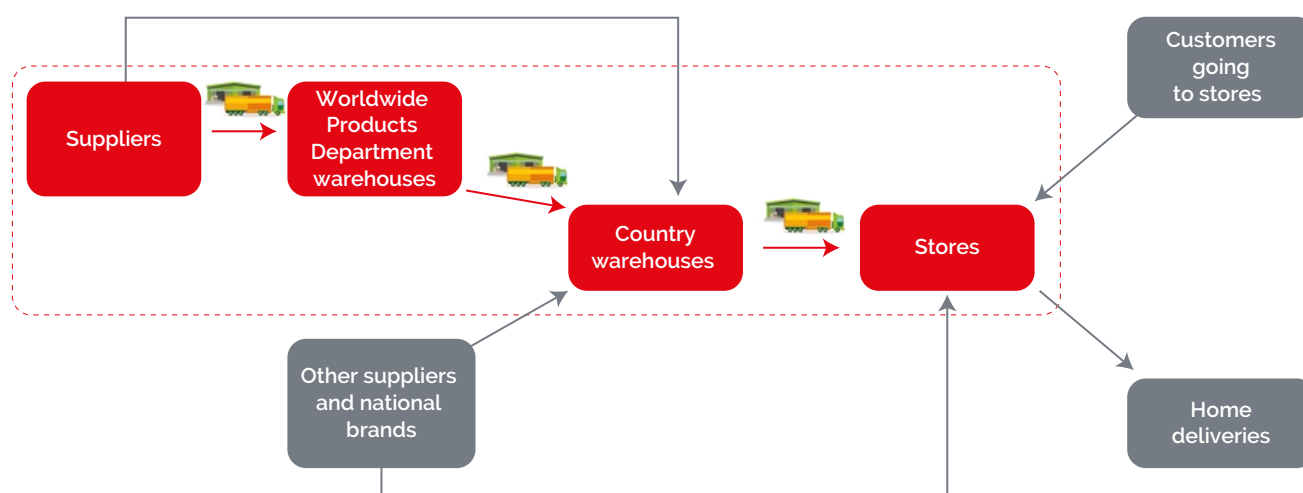 Customers
going
to stores
Suppliers
Worldwide
Products
Department
warehouses
Country
warehouses
Stores
Other suppliers
and national
brands
Home
deliveries